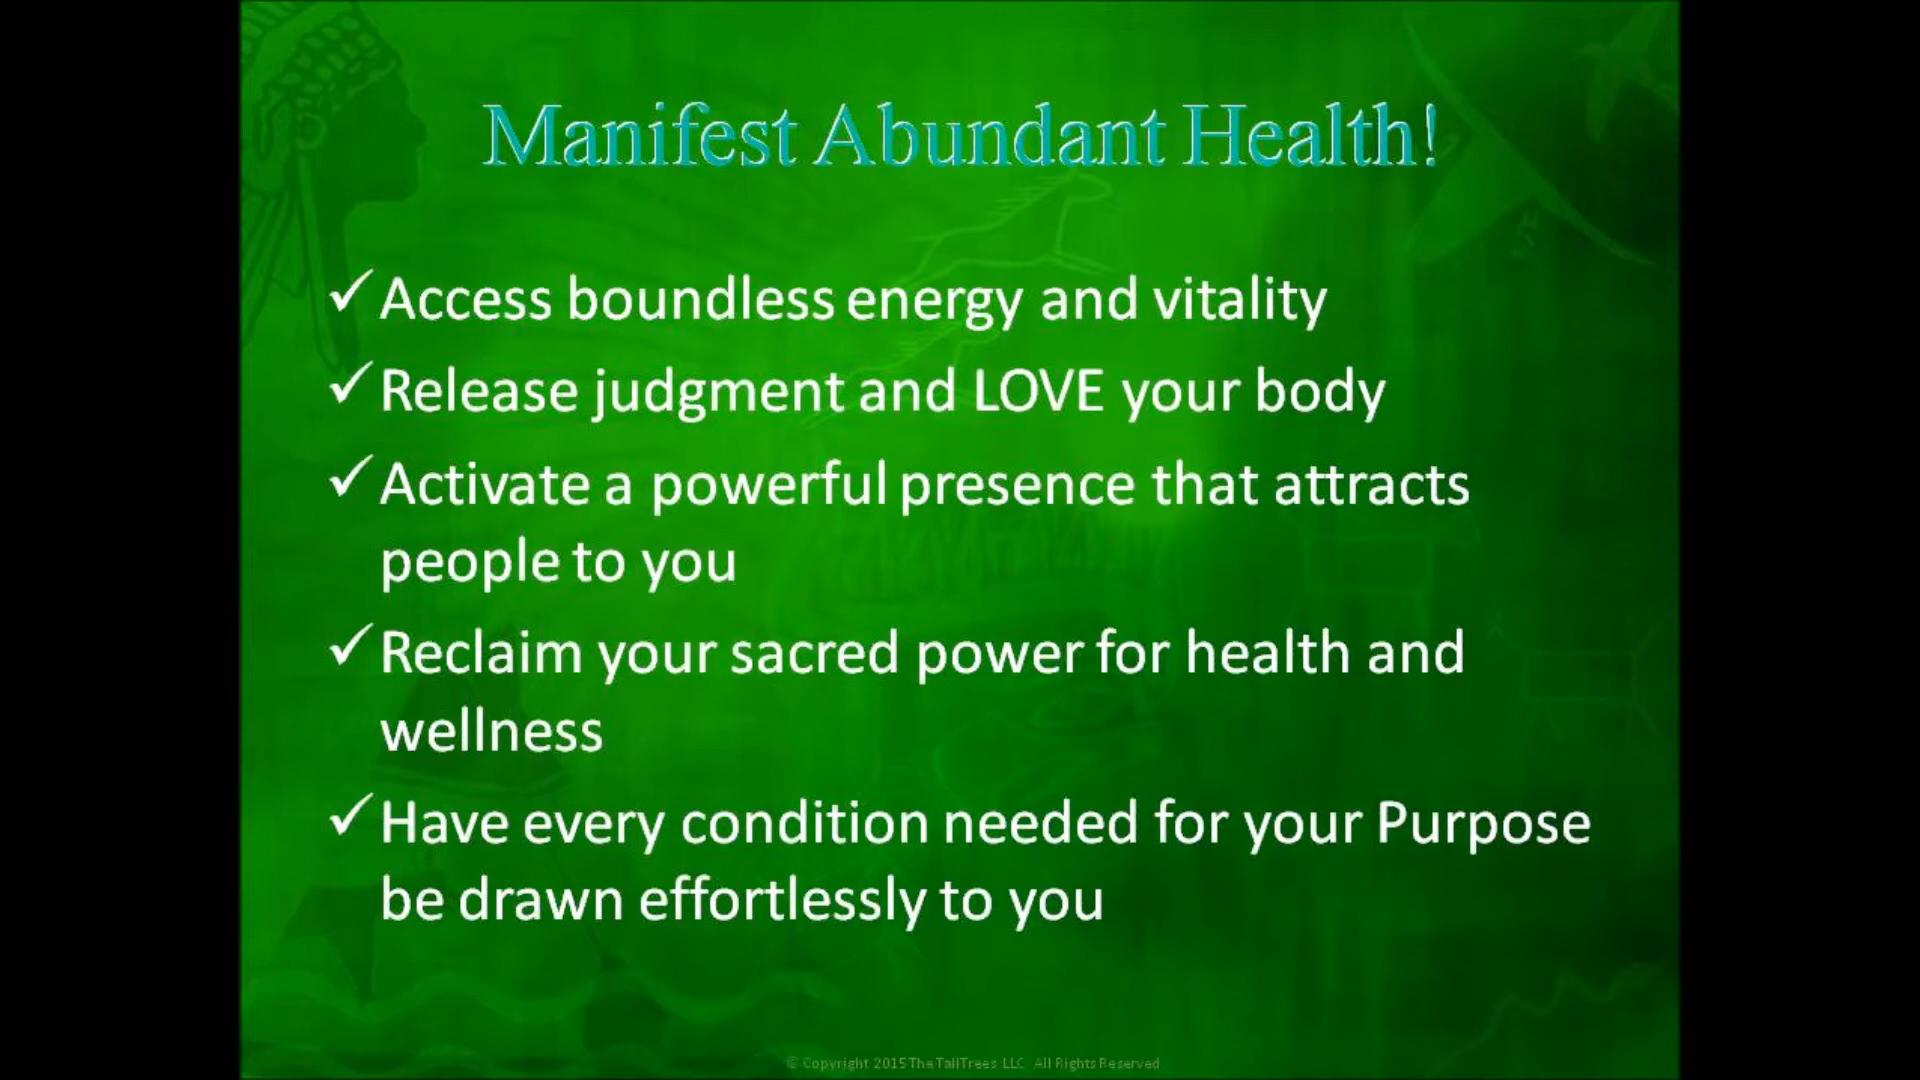 Manifest Abundant Health!
✓ Access boundless energy and vitality
✓ Release judgment and LOVE your body
✓ Activate a powerful presence that attracts
people to you
✓ Reclaim your sacred power for health and
wellness
✓ Have every condition needed for your Purpose
be drawn effortlessly to you
© Copyright 2015 The TallTrees LLC All Rights Reserved